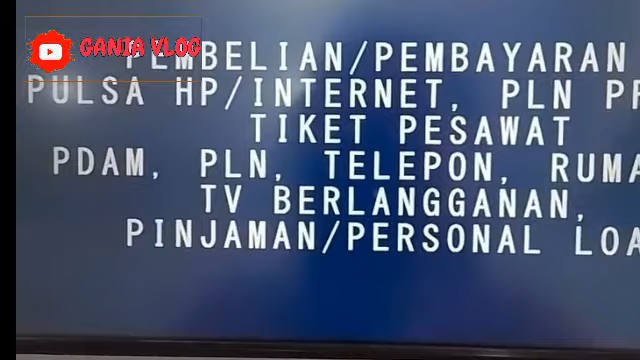 GANIA VLOG
PEMBELIAN/PEMBAYARAN
PULSA HP/INTERNET, PLN
TIKET PESAWAT
PDAM, PLN, TELEPON,
TV BERLANGGANAN,
PINJAMAN/PERSONAL